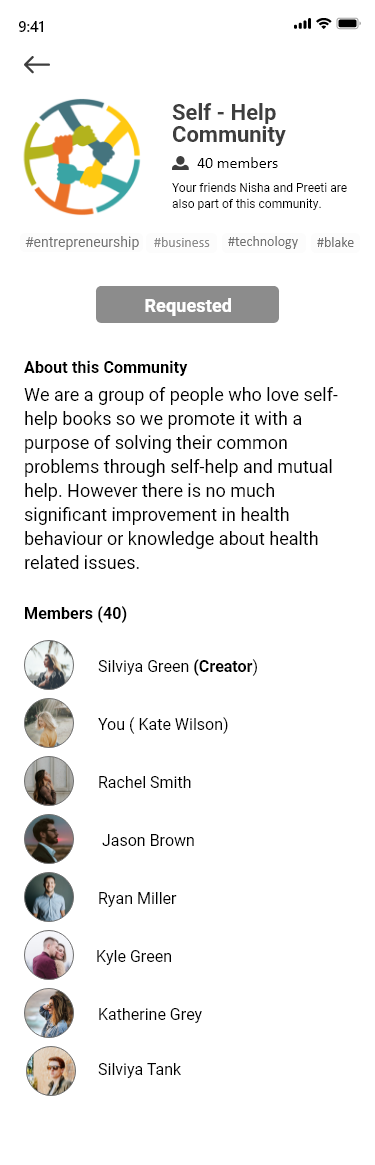 9:41
Self - Help
Community
40 members
Your friends Nisha and Preeti are
also part of this community.
#entrepreneurship #business #technology #blake
Requested
About this Community
We are a group of people who love self-
help books so we promote it with a
purpose of solving their common
problems through self-help and mutual
help. However there is no much
significant improvement in health
behaviour or knowledge about health
related issues.
Members (40)
Silviya Green (Creator)
You ( Kate Wilson)
Rachel Smith
Jason Brown
Ryan Miller
Kyle Green
Katherine Grey
Silviya Tank